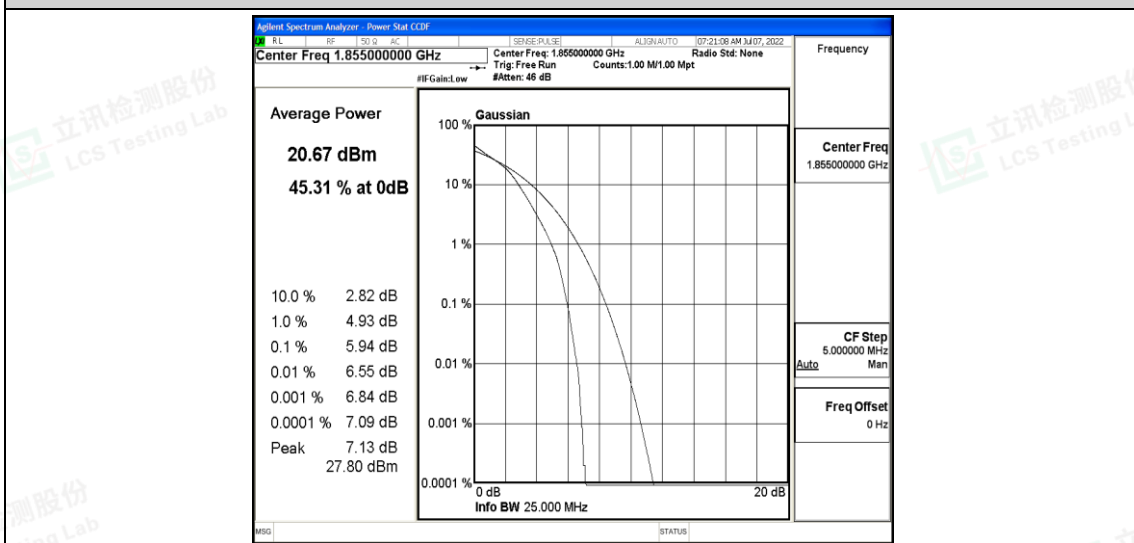 Agilent Spectrum Analyzer - Power Stat CCDF
RL RF 50 Ω AC SENSE:PULSE ALIGN AUTO 07:21:08 AM Jul 07, 2022
Center Freq 1.855000000 GHz
Center Freq: 1.855000000 GHz Radio Std: None
Trig: Free Run Counts:1.00 M/1.00 Mpt
#IFGain:Low #Atten: 46 dB
Frequency
Average Power
20.67 dBm
45.31 % at 0dB
10.0 % 2.82 dB
1.0 % 4.93 dB
0.1 % 5.94 dB
0.01 % 6.55 dB
0.001 % 6.84 dB
0.0001 % 7.09 dB
Peak 7.13 dB
27.80 dBm
Gaussian
100 %
10 %
1 %
0.1 %
0.01 %
0.001 %
0.0001 %
0 dB 20 dB
Info BW 25.000 MHz
Center Freq
1.855000000 GHz
CF Step
5.000000 MHz
Auto Man
Freq Offset
0 Hz
MSG STATUS
立讯检测股份
LCS Testing Lab
立讯检测股份
LCS Testing L
测股份
ng Lab
立